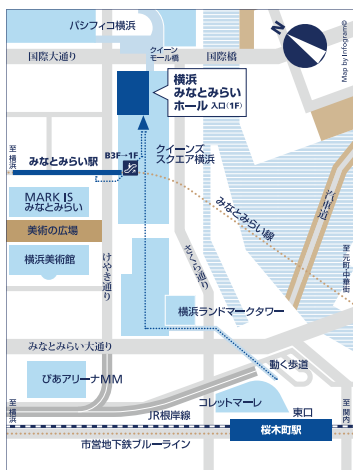 パシフィコ横浜
国際大通り
クイーン
モール橋
国際橋
N
Map by Infogram©
横浜
みなとみらい
ホール 入口(1F)
至横浜
みなとみらい駅
B3F→1F
クイーンズ
スクエア横浜
MARK IS
みなとみらい
美術の広場
横浜美術館
けやき通り
さくら通り
みなとみらい線
汽車道
至元町・中華街
横浜ランドマークタワー
みなとみらい大通り
動く歩道
ぴあアリーナMM
コレットマーレ
東口
至横浜
JR根岸線
桜木町駅
至関内
市営地下鉄ブルーライン